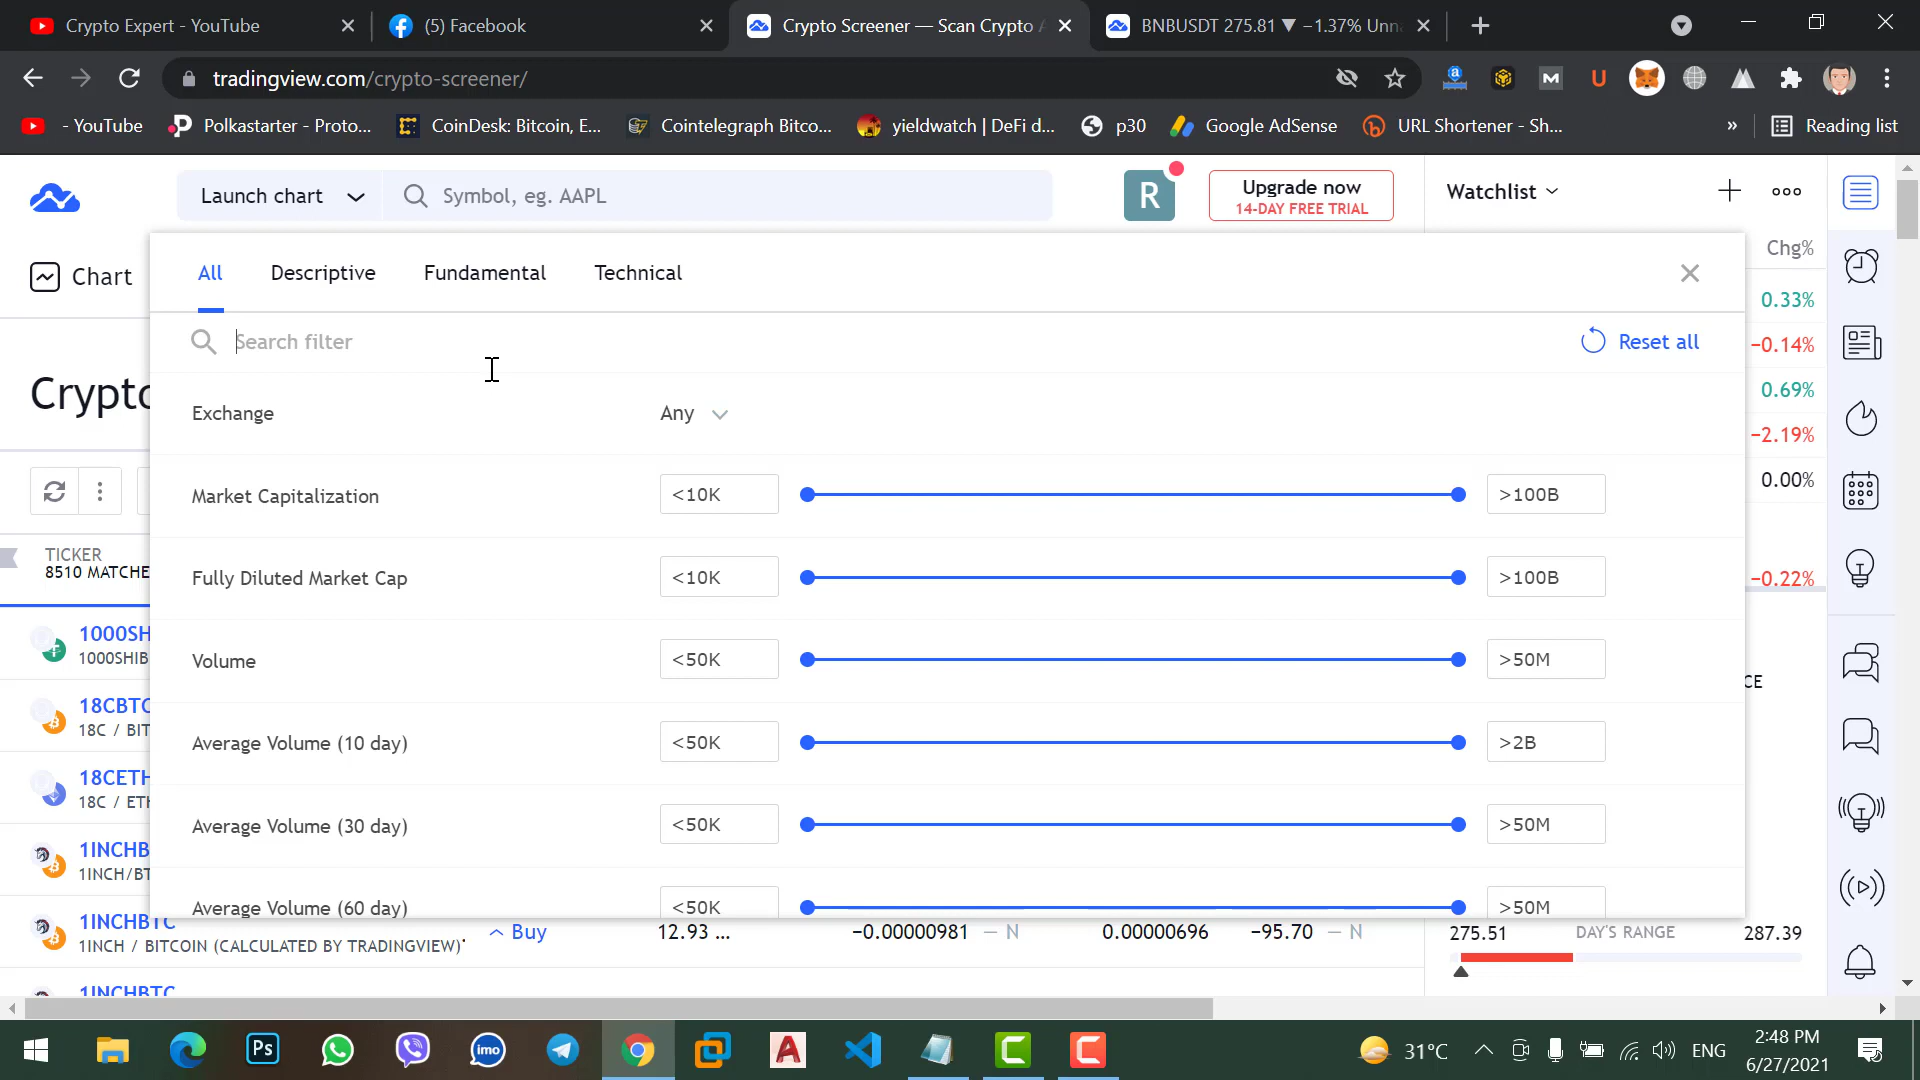 Crypto Expert - YouTube
(5) Facebook
Crypto Screener — Scan Crypto A
BNBUSDT 275.81 ▼ −1.37% Unna
tradingview.com/crypto-screener/
- YouTube
Polkastarter - Proto...
CoinDesk: Bitcoin, E...
Cointelegraph Bitco...
yieldwatch | DeFi d...
p30
Google AdSense
URL Shortener - Sh...
»
Reading list
Launch chart
Symbol, eg. AAPL
R
Upgrade now
14-DAY FREE TRIAL
Watchlist
Chg%
Chart
All
Descriptive
Fundamental
Technical
0.33%
Search filter
Reset all
−0.14%
Crypto
0.69%
Exchange
Any
−2.19%
Market Capitalization
<10K
>100B
0.00%
TICKER
8510 MATCHE
Fully Diluted Market Cap
<10K
>100B
−0.22%
1000SH
1000SHIB
Volume
<50K
>50M
CE
18CBTC
18C / BIT
Average Volume (10 day)
<50K
>2B
18CETH
18C / ETH
Average Volume (30 day)
<50K
>50M
1INCHB
1INCH/BT
Average Volume (60 day)
<50K
>50M
1INCHBTC
1INCH / BITCOIN (CALCULATED BY TRADINGVIEW)
Buy
12.93 ...
−0.00000981 — N
0.00000696
−95.70 — N
275.51
DAY'S RANGE
287.39
1INCHBTC
Ps
imo
31°C
ENG
2:48 PM
6/27/2021